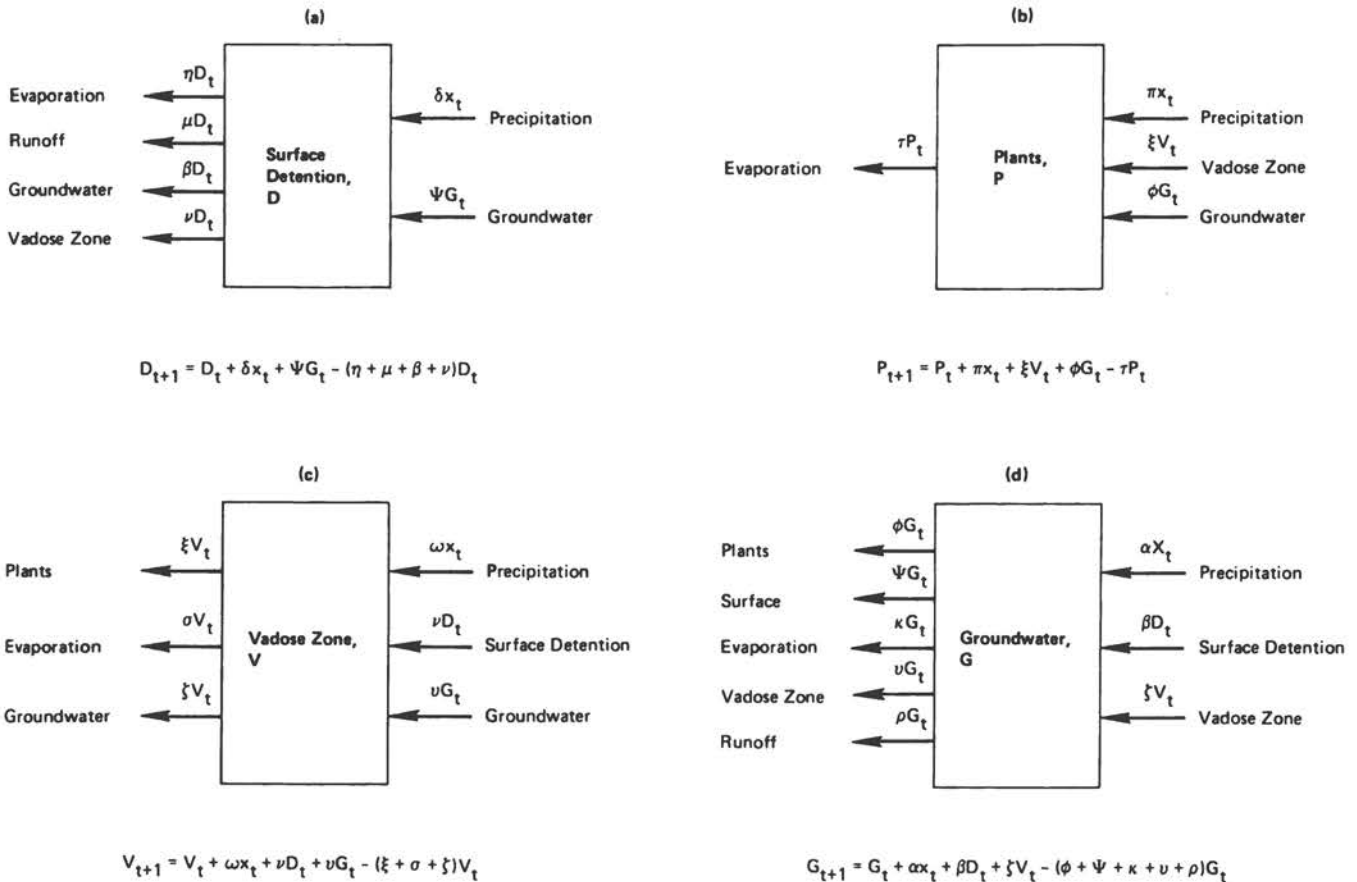 (a)
ηD_t
Evaporation
μD_t
Runoff
βD_t
Groundwater
νD_t
Vadose Zone
Surface
Detention,
D
δx_t
Precipitation
ΨG_t
Groundwater
D_{t+1} = D_t + δx_t + ΨG_t - (η + μ + β + ν)D_t
(b)
τP_t
Evaporation
Plants,
P
πx_t
Precipitation
ξV_t
Vadose Zone
φG_t
Groundwater
P_{t+1} = P_t + πx_t + ξV_t + φG_t - τP_t
(c)
ξV_t
Plants
σV_t
Evaporation
ζV_t
Groundwater
Vadose Zone,
V
ωx_t
Precipitation
νD_t
Surface Detention
υG_t
Groundwater
V_{t+1} = V_t + ωx_t + νD_t + υG_t - (ξ + σ + ζ)V_t
(d)
φG_t
Plants
ΨG_t
Surface
κG_t
Evaporation
υG_t
Vadose Zone
ρG_t
Runoff
Groundwater,
G
αX_t
Precipitation
βD_t
Surface Detention
ζV_t
Vadose Zone
G_{t+1} = G_t + αx_t + βD_t + ζV_t - (φ + Ψ + κ + υ + ρ)G_t